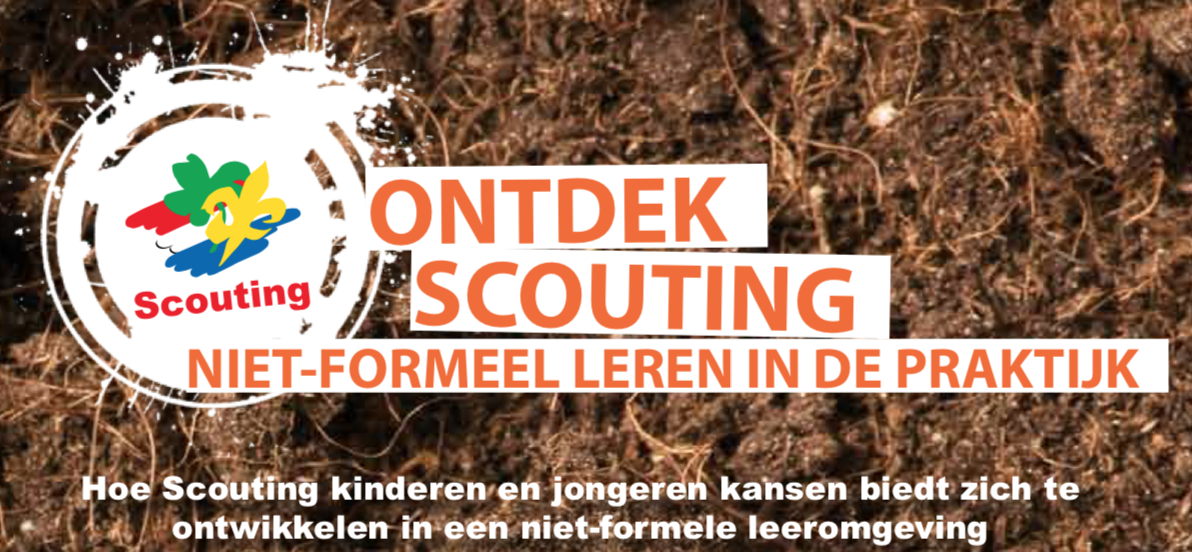 Scouting
ONTDEK
SCOUTING
NIET-FORMEEL LEREN IN DE PRAKTIJK
Hoe Scouting kinderen en jongeren kansen biedt zich te
ontwikkelen in een niet-formele leeromgeving